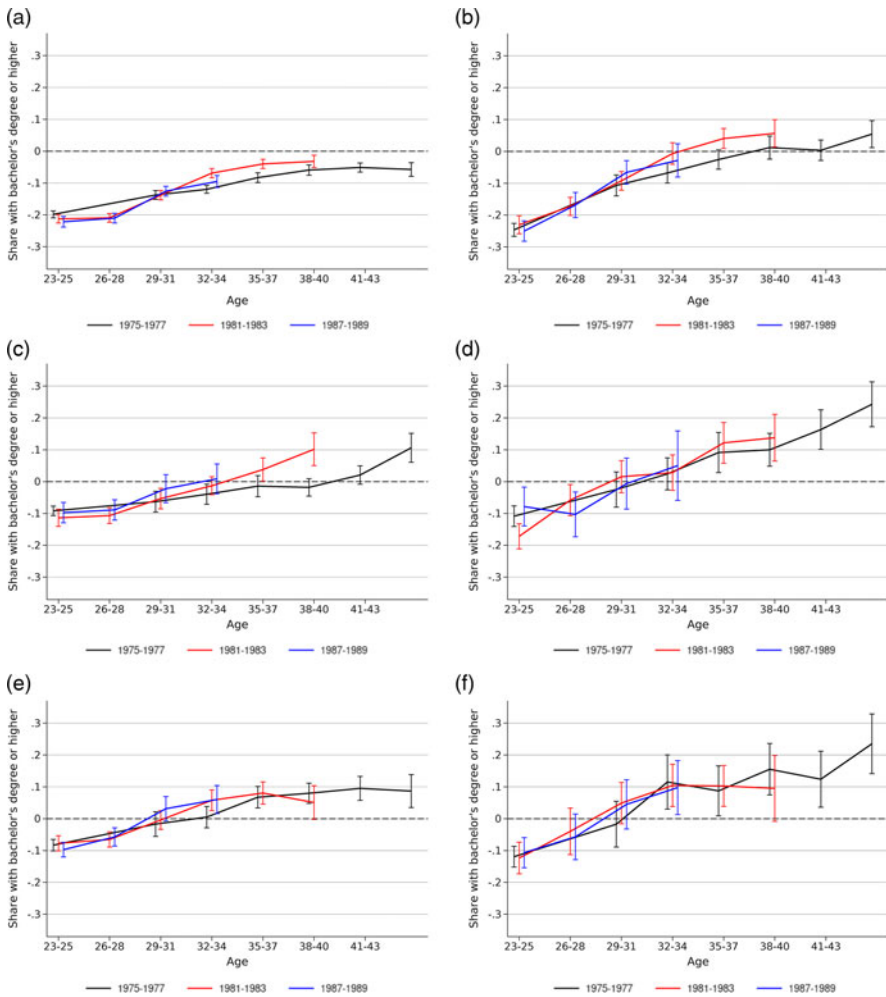 (a)
Share with bachelor's degree or higher
.3
.2
.1
0
-.1
-.2
-.3
23-25 26-28 29-31 32-34 35-37 38-40 41-43
Age
1975-1977 1981-1983 1987-1989
(b)
Share with bachelor's degree or higher
.3
.2
.1
0
-.1
-.2
-.3
23-25 26-28 29-31 32-34 35-37 38-40 41-43
Age
1975-1977 1981-1983 1987-1989
(c)
Share with bachelor's degree or higher
.3
.2
.1
0
-.1
-.2
-.3
23-25 26-28 29-31 32-34 35-37 38-40 41-43
Age
1975-1977 1981-1983 1987-1989
(d)
Share with bachelor's degree or higher
.3
.2
.1
0
-.1
-.2
-.3
23-25 26-28 29-31 32-34 35-37 38-40 41-43
Age
1975-1977 1981-1983 1987-1989
(e)
Share with bachelor's degree or higher
.3
.2
.1
0
-.1
-.2
-.3
23-25 26-28 29-31 32-34 35-37 38-40 41-43
Age
1975-1977 1981-1983 1987-1989
(f)
Share with bachelor's degree or higher
.3
.2
.1
0
-.1
-.2
-.3
23-25 26-28 29-31 32-34 35-37 38-40 41-43
Age
1975-1977 1981-1983 1987-1989